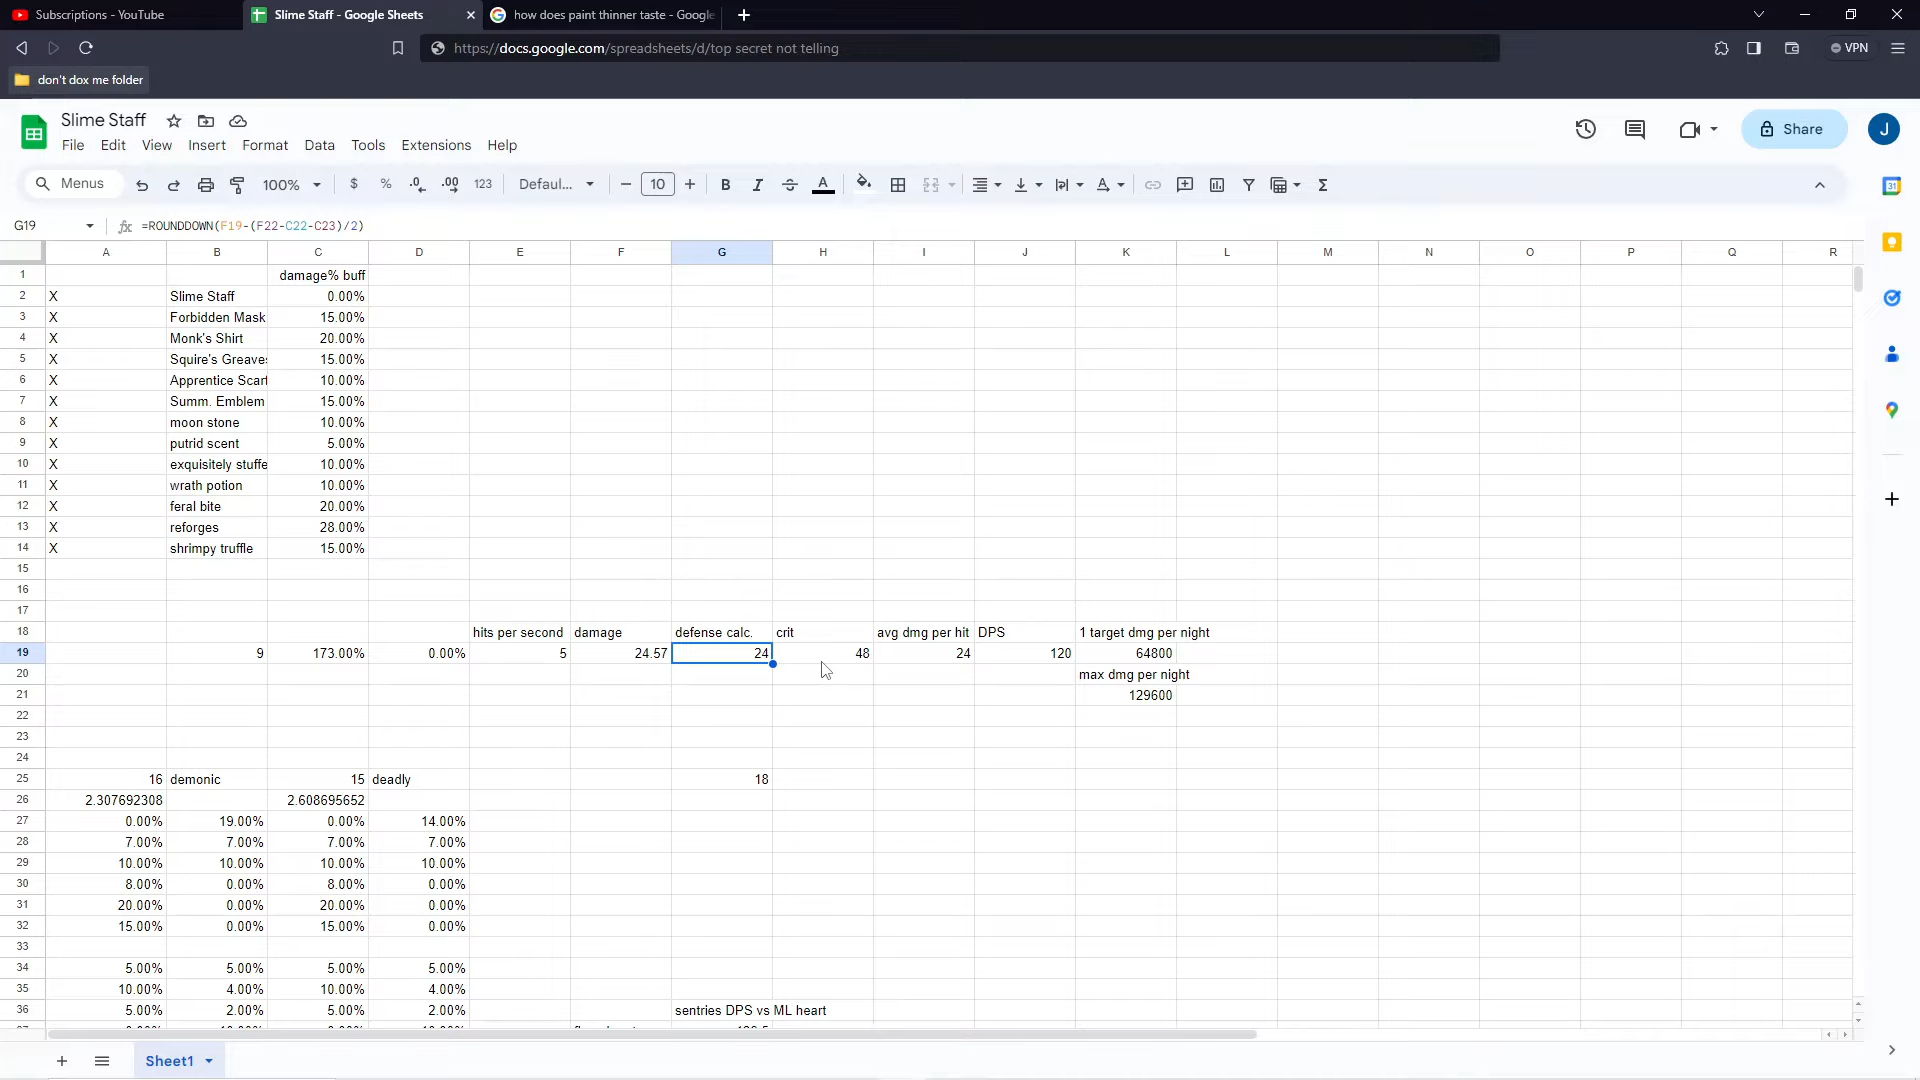 Subscriptions - YouTube
Slime Staff - Google Sheets
how does paint thinner taste - Google
https://docs.google.com/spreadsheets/d/top secret not telling
VPN
don't dox me folder
Slime Staff
File Edit View Insert Format Data Tools Extensions Help
Share
J
Menus 100% $ % .0 .00 123 Defaul... 10 B I A
G19 fx =ROUNDDOWN(F19-(F22-C22-C23)/2)
A B C D E F G H I J K L M N O P Q R
1 damage% buff
2 X Slime Staff 0.00%
3 X Forbidden Mask 15.00%
4 X Monk's Shirt 20.00%
5 X Squire's Greaves 15.00%
6 X Apprentice Scarf 10.00%
7 X Summ. Emblem 15.00%
8 X moon stone 10.00%
9 X putrid scent 5.00%
10 X exquisitely stuffe 10.00%
11 X wrath potion 10.00%
12 X feral bite 20.00%
13 X reforges 28.00%
14 X shrimpy truffle 15.00%
15
16
17
18 hits per second damage defense calc. crit avg dmg per hit DPS 1 target dmg per night
19 9 173.00% 0.00% 5 24.57 24 48 24 120 64800
20 max dmg per night
21 129600
22
23
24
25 16 demonic 15 deadly 18
26 2.307692308 2.608695652
27 0.00% 19.00% 0.00% 14.00%
28 7.00% 7.00% 7.00% 7.00%
29 10.00% 10.00% 10.00% 10.00%
30 8.00% 0.00% 8.00% 0.00%
31 20.00% 0.00% 20.00% 0.00%
32 15.00% 0.00% 15.00% 0.00%
33
34 5.00% 5.00% 5.00% 5.00%
35 10.00% 4.00% 10.00% 4.00%
36 5.00% 2.00% 5.00% 2.00% sentries DPS vs ML heart
Sheet1